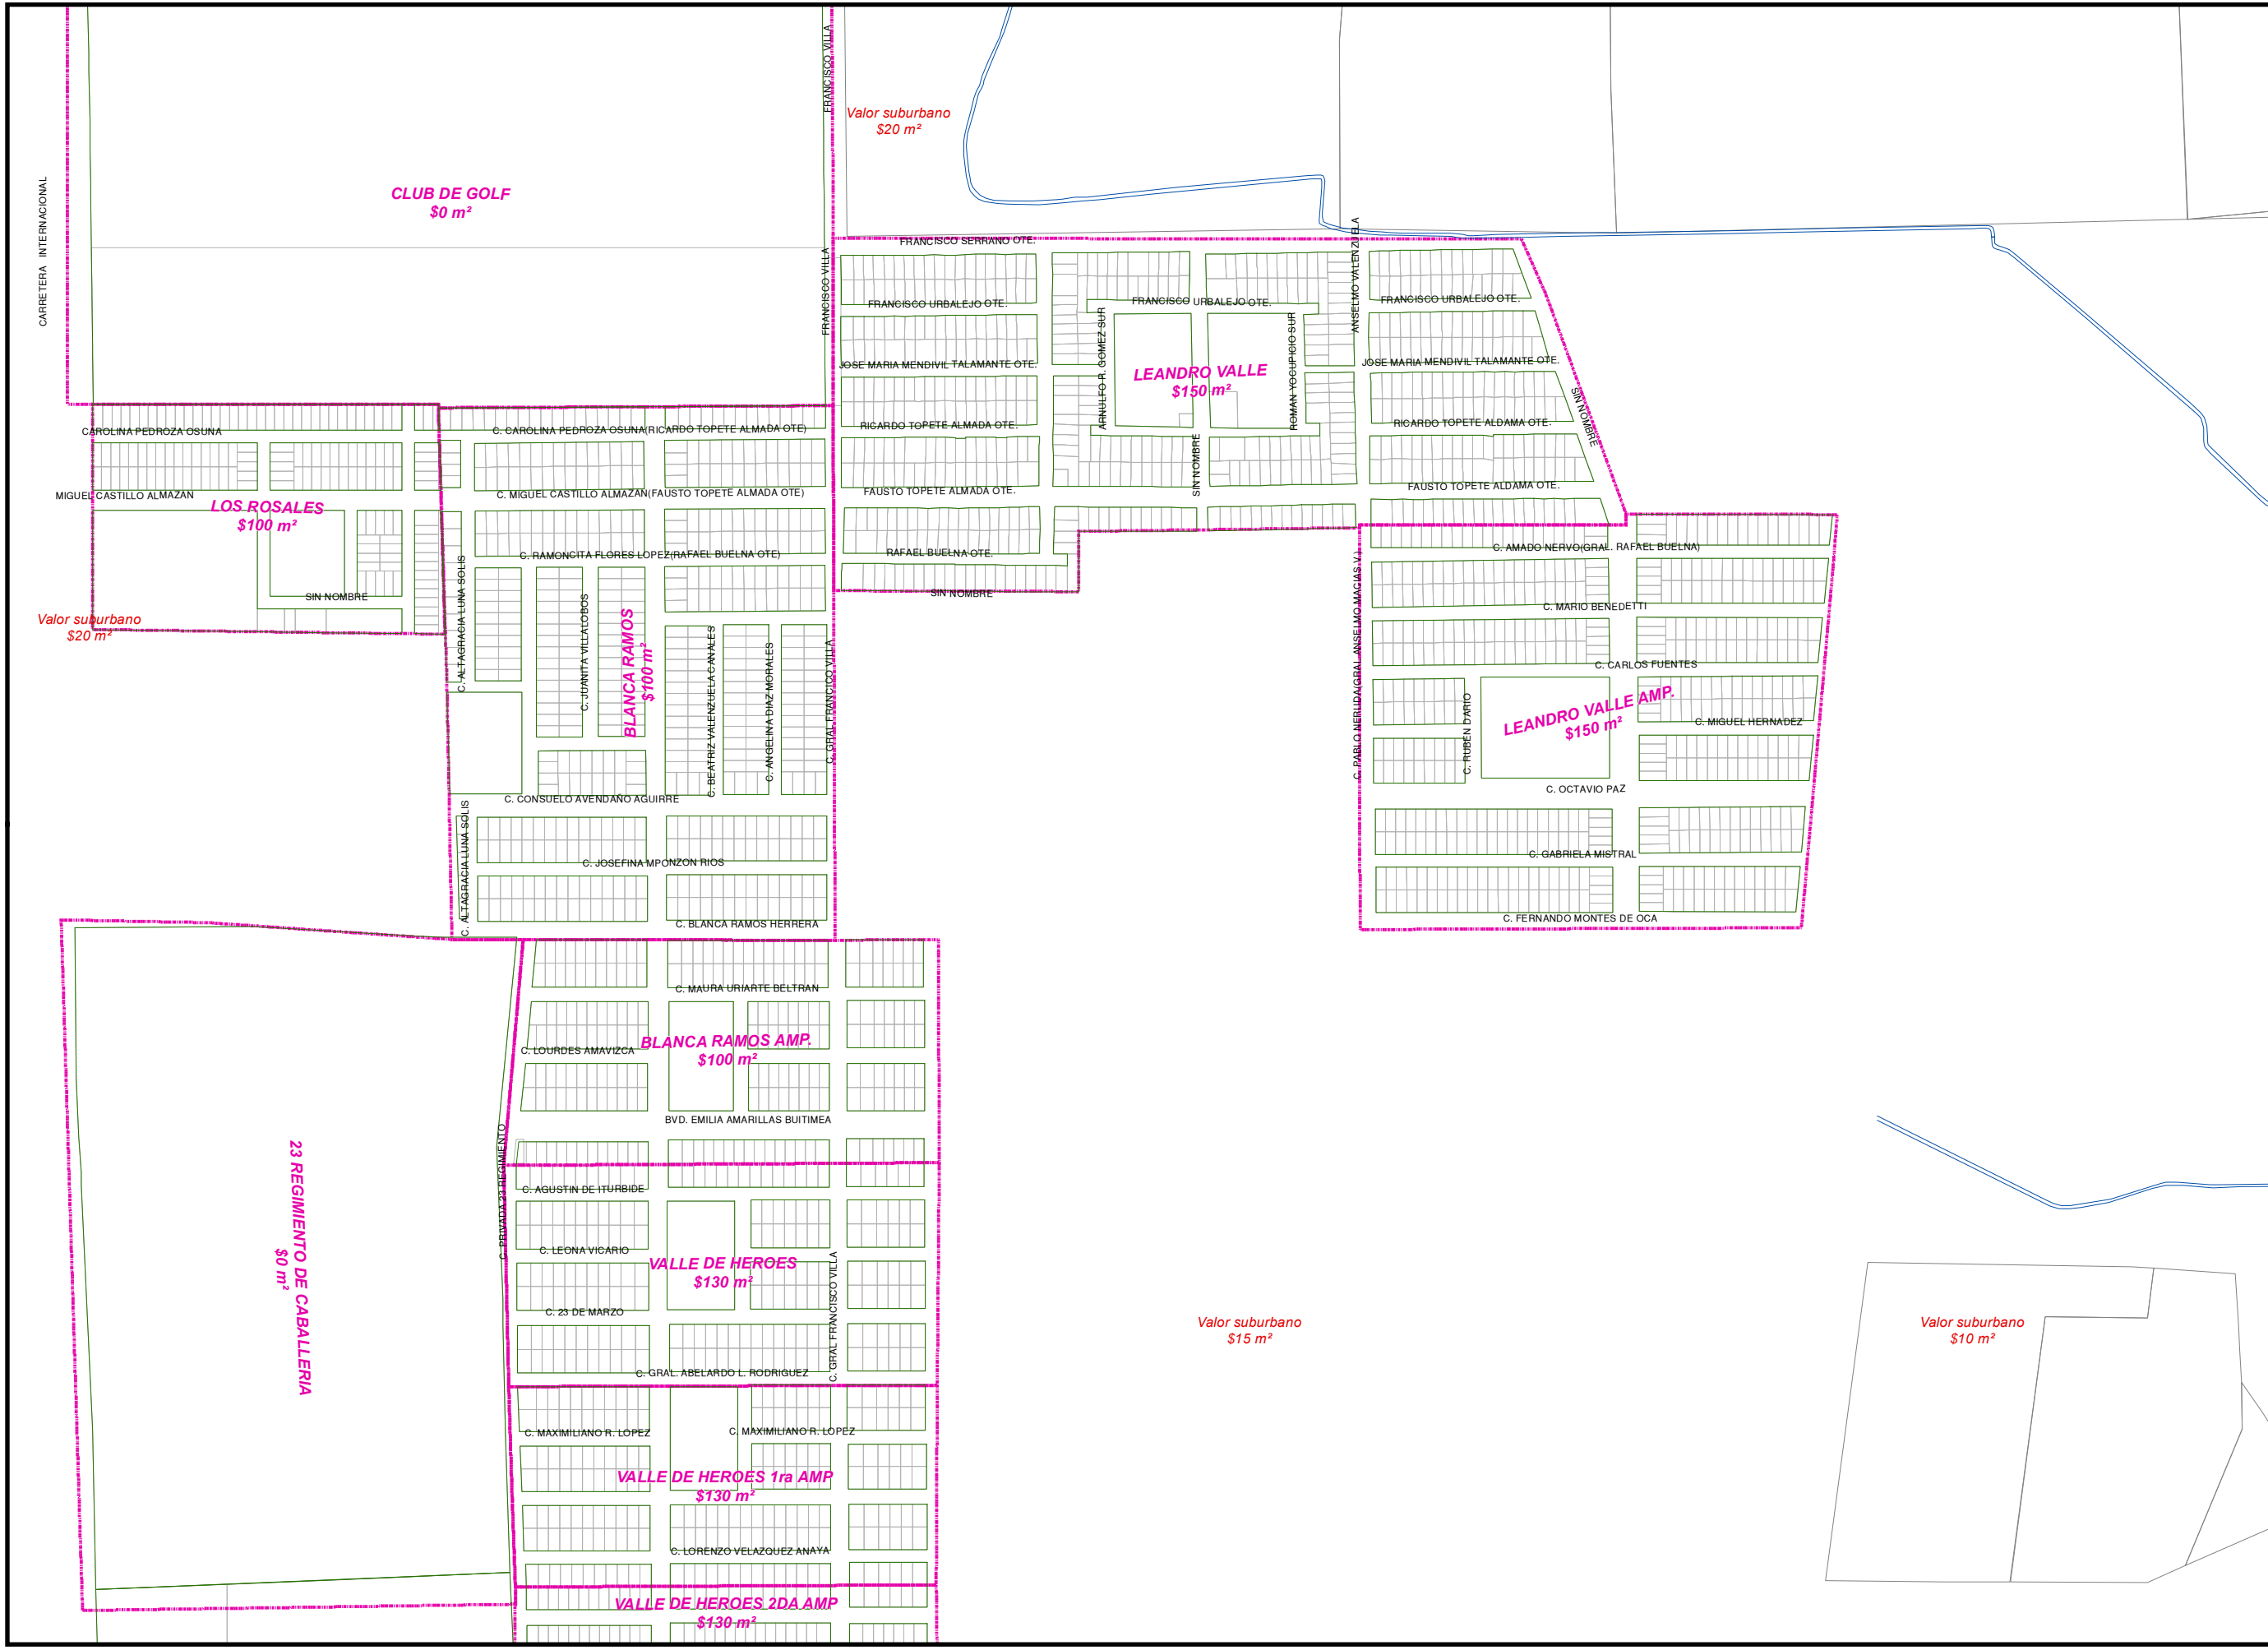 FRANCISCO VILLA
Valor suburbano
$20 m²
CLUB DE GOLF
$0 m²
CARRETERA INTERNACIONAL
FRANCISCO VILLA
FRANCISCO SERRANO OTE.
ANSELMO VALENZUELA
FRANCISCO URBALEJO OTE.
FRANCISCO URBALEJO OTE.
FRANCISCO URBALEJO OTE.
ARNULFO R. GOMEZ SUR
ROMAN YOCUPICIO SUR
JOSE MARIA MENDIVIL TALAMANTE OTE.
LEANDRO VALLE
$150 m²
JOSE MARIA MENDIVIL TALAMANTE OTE.
SIN NOMBRE
CAROLINA PEDROZA OSUNA
C. CAROLINA PEDROZA OSUNA(RICARDO TOPETE ALMADA OTE)
RICARDO TOPETE ALMADA OTE.
RICARDO TOPETE ALDAMA OTE.
SIN NOMBRE
MIGUEL CASTILLO ALMAZAN
C. MIGUEL CASTILLO ALMAZAN(FAUSTO TOPETE ALMADA OTE)
FAUSTO TOPETE ALMADA OTE.
FAUSTO TOPETE ALDAMA OTE.
LOS ROSALES
$100 m²
C. RAMONCITA FLORES LOPEZ(RAFAEL BUELNA OTE)
RAFAEL BUELNA OTE.
C. AMADO NERVO(GRAL. RAFAEL BUELNA)
SIN NOMBRE
SIN NOMBRE
C. MARIO BENEDETTI
Valor suburbano
$20 m²
C. ALTAGRACIA LUNA SOLIS
C. JUANITA VILLALOBOS
BLANCA RAMOS
$100 m²
C. BEATRIZ VALENZUELA CANALES
C. ANGELINA DIAZ MORALES
C. GRAL FRANCICO VILLA
C. PABLO NERUDA(GRAL ANSELMO MACIAS V.)
C. CARLOS FUENTES
C. RUBEN DARIO
LEANDRO VALLE AMP.
$150 m²
C. MIGUEL HERNADEZ
C. OCTAVIO PAZ
C. CONSUELO AVENDAÑO AGUIRRE
C. ALTAGRACIA LUNA SOLIS
C. JOSEFINA MPONZON RIOS
C. GABRIELA MISTRAL
C. BLANCA RAMOS HERRERA
C. FERNANDO MONTES DE OCA
C. MAURA URIARTE BELTRAN
C. LOURDES AMAVIZCA
BLANCA RAMOS AMP.
$100 m²
BVD. EMILIA AMARILLAS BUITIMEA
C. PRIVADA 23 REGIMIENTO
23 REGIMIENTO DE CABALLERIA
$0 m²
C. AGUSTIN DE ITURBIDE
C. LEONA VICARIO
VALLE DE HEROES
$130 m²
C. GRAL FRANCISCO VILLA
C. 23 DE MARZO
Valor suburbano
$15 m²
Valor suburbano
$10 m²
C. GRAL. ABELARDO L. RODRIGUEZ
C. MAXIMILIANO R. LOPEZ
C. MAXIMILIANO R. LOPEZ
VALLE DE HEROES 1ra AMP
$130 m²
C. LORENZO VELAZQUEZ ANAYA
VALLE DE HEROES 2DA AMP
$130 m²